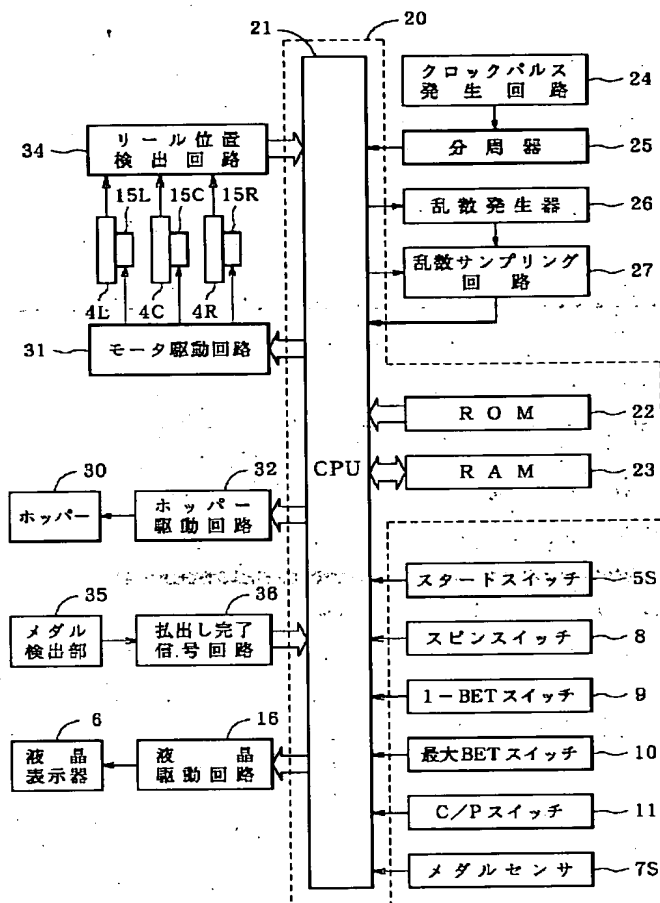 20
21
クロックパルス
発生回路
24
リール位置
検出回路
34
分周器
25
15L
15C
15R
乱数発生器
26
乱数サンプリング
回路
27
4L
4C
4R
モータ駆動回路
31
ROM
22
CPU
RAM
23
30
32
ホッパー
ホッパー
駆動回路
スタードスイッチ
5S
35
36
メダル
検出部
払出し完了
信号回路
スピンスイッチ
8
1-BETスイッチ
9
6
16
液晶
表示器
液晶
駆動回路
最大BETスイッチ
10
C/Pスイッチ
11
メダルセンサ
7S